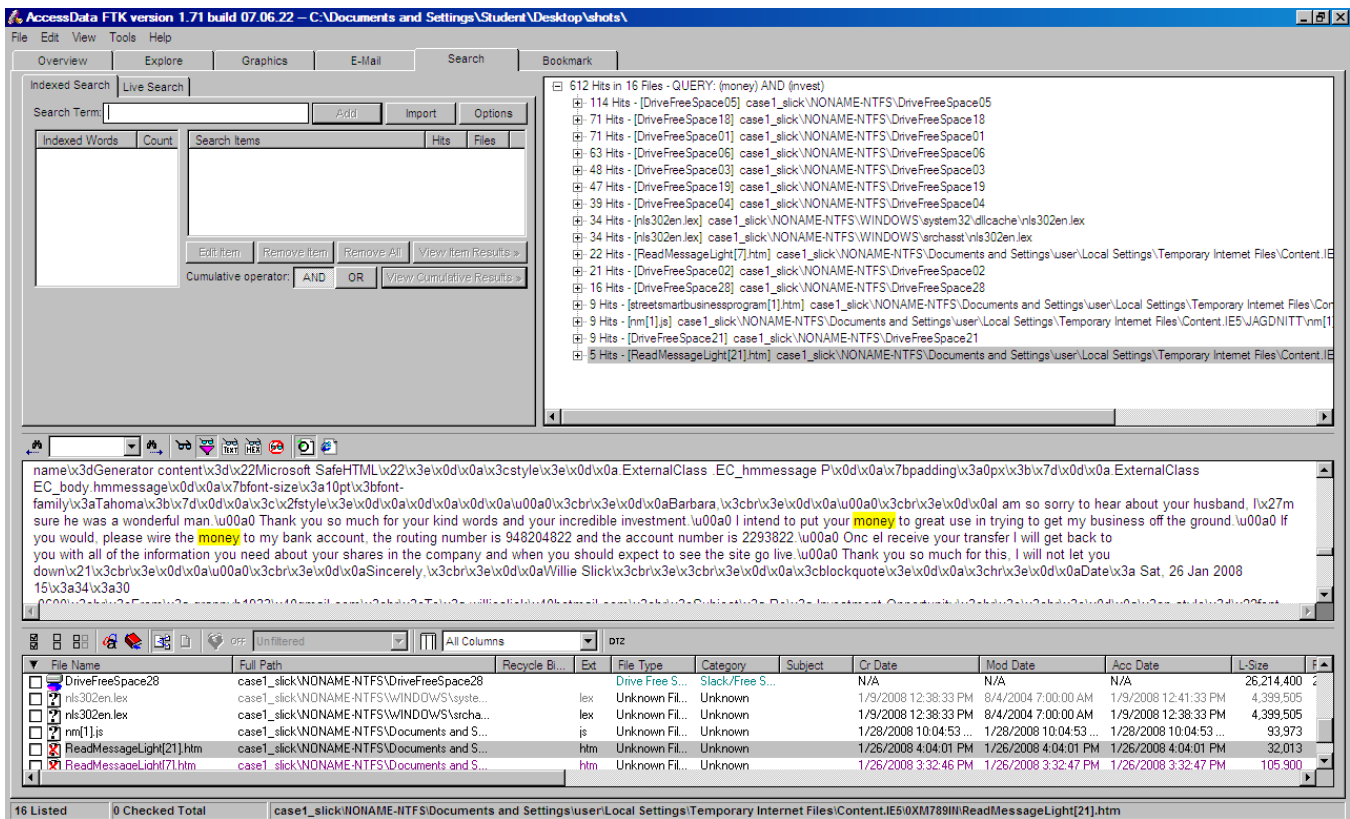 AccessData FTK version 1.71 build 07.06.22 -- C:\Documents and Settings\Student\Desktop\shots\
File Edit View Tools Help
Overview Explore Graphics E-Mail Search Bookmark
Indexed Search Live Search
Search Term: Add Import Options
Indexed Words Count Search Items Hits Files
Edit Item Remove Item Remove All View Item Results »
Cumulative operator: AND OR View Cumulative Results »
612 Hits in 16 Files - QUERY: (money) AND (invest)
114 Hits - [DriveFreeSpace05] case1_slick\NONAME-NTFS\DriveFreeSpace05
71 Hits - [DriveFreeSpace18] case1_slick\NONAME-NTFS\DriveFreeSpace18
71 Hits - [DriveFreeSpace01] case1_slick\NONAME-NTFS\DriveFreeSpace01
63 Hits - [DriveFreeSpace06] case1_slick\NONAME-NTFS\DriveFreeSpace06
48 Hits - [DriveFreeSpace03] case1_slick\NONAME-NTFS\DriveFreeSpace03
47 Hits - [DriveFreeSpace19] case1_slick\NONAME-NTFS\DriveFreeSpace19
39 Hits - [DriveFreeSpace04] case1_slick\NONAME-NTFS\DriveFreeSpace04
34 Hits - [nls302en.lex] case1_slick\NONAME-NTFS\WINDOWS\system32\dllcache\nls302en.lex
34 Hits - [nls302en.lex] case1_slick\NONAME-NTFS\WINDOWS\srchasst\nls302en.lex
22 Hits - [ReadMessageLight[7].htm] case1_slick\NONAME-NTFS\Documents and Settings\user\Local Settings\Temporary Internet Files\Content.IE
21 Hits - [DriveFreeSpace02] case1_slick\NONAME-NTFS\DriveFreeSpace02
16 Hits - [DriveFreeSpace28] case1_slick\NONAME-NTFS\DriveFreeSpace28
9 Hits - [streetsmartbusinessprogram[1].htm] case1_slick\NONAME-NTFS\Documents and Settings\user\Local Settings\Temporary Internet Files\Con
9 Hits - [nm[1].js] case1_slick\NONAME-NTFS\Documents and Settings\user\Local Settings\Temporary Internet Files\Content.IE5\JAGDNITT\nm[1]
9 Hits - [DriveFreeSpace21] case1_slick\NONAME-NTFS\DriveFreeSpace21
5 Hits - [ReadMessageLight[21].htm] case1_slick\NONAME-NTFS\Documents and Settings\user\Local Settings\Temporary Internet Files\Content.IE
TEXT HEX
name\x3dGenerator content\x3d\x22Microsoft SafeHTML\x22\x3e\x0d\x0a\x3cstyle\x3e\x0d\x0a.ExternalClass .EC_hmmessage P\x0d\x0a\x7bpadding\x3a0px\x3b\x7d\x0d\x0a.ExternalClass
EC_body.hmmessage\x0d\x0a\x7bfont-size\x3a10pt\x3bfont-
family\x3aTahoma\x3b\x7d\x0d\x0a\x3c\x2fstyle\x3e\x0d\x0a\x0d\x0a\x0d\x0a\u00a0\x3cbr\x3e\x0d\x0aBarbara,\x3cbr\x3e\x0d\x0a\u00a0\x3cbr\x3e\x0d\x0aI am so sorry to hear about your husband, I\x27m
sure he was a wonderful man.\u00a0 Thank you so much for your kind words and your incredible investment.\u00a0 I intend to put your money to great use in trying to get my business off the ground.\u00a0 If
you would, please wire the money to my bank account, the routing number is 948204822 and the account number is 2293822.\u00a0 Onc eI receive your transfer I will get back to
you with all of the information you need about your shares in the company and when you should expect to see the site go live.\u00a0 Thank you so much for this, I will not let you
down\x21\x3cbr\x3e\x0d\x0a\u00a0\x3cbr\x3e\x0d\x0aSincerely,\x3cbr\x3e\x0d\x0aWillie Slick\x3cbr\x3e\x3cbr\x3e\x0d\x0a\x3cblockquote\x3e\x0d\x0a\x3chr\x3e\x0d\x0aDate\x3a Sat, 26 Jan 2008
15\x3a34\x3a30
OFF Unfiltered All Columns DTZ
File Name Full Path Recycle Bi... Ext File Type Category Subject Cr Date Mod Date Acc Date L-Size
DriveFreeSpace28 case1_slick\NONAME-NTFS\DriveFreeSpace28 Drive Free S... Slack/Free S... N/A N/A N/A 26,214,400
nls302en.lex case1_slick\NONAME-NTFS\WINDOWS\syste... lex Unknown Fil... Unknown 1/9/2008 12:38:33 PM 8/4/2004 7:00:00 AM 1/9/2008 12:41:33 PM 4,399,505
nls302en.lex case1_slick\NONAME-NTFS\WINDOWS\srcha... lex Unknown Fil... Unknown 1/9/2008 12:38:33 PM 8/4/2004 7:00:00 AM 1/9/2008 12:38:33 PM 4,399,505
nm[1].js case1_slick\NONAME-NTFS\Documents and S... js Unknown Fil... Unknown 1/28/2008 10:04:53 ... 1/28/2008 10:04:53 ... 1/28/2008 10:04:53 ... 93,973
ReadMessageLight[21].htm case1_slick\NONAME-NTFS\Documents and S... htm Unknown Fil... Unknown 1/26/2008 4:04:01 PM 1/26/2008 4:04:01 PM 1/26/2008 4:04:01 PM 32,013
ReadMessageLight[7].htm case1_slick\NONAME-NTFS\Documents and S... htm Unknown Fil... Unknown 1/26/2008 3:32:46 PM 1/26/2008 3:32:47 PM 1/26/2008 3:32:47 PM 105,900
16 Listed 0 Checked Total case1_slick\NONAME-NTFS\Documents and Settings\user\Local Settings\Temporary Internet Files\Content.IE5\0XM789IN\ReadMessageLight[21].htm